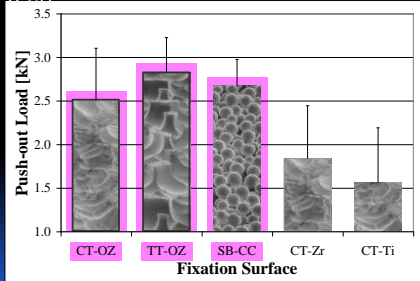 3.5
3.0
2.5
2.0
1.5
1.0
Push-out Load [kN]
CT-OZ TT-OZ SB-CC CT-Zr CT-Ti
Fixation Surface